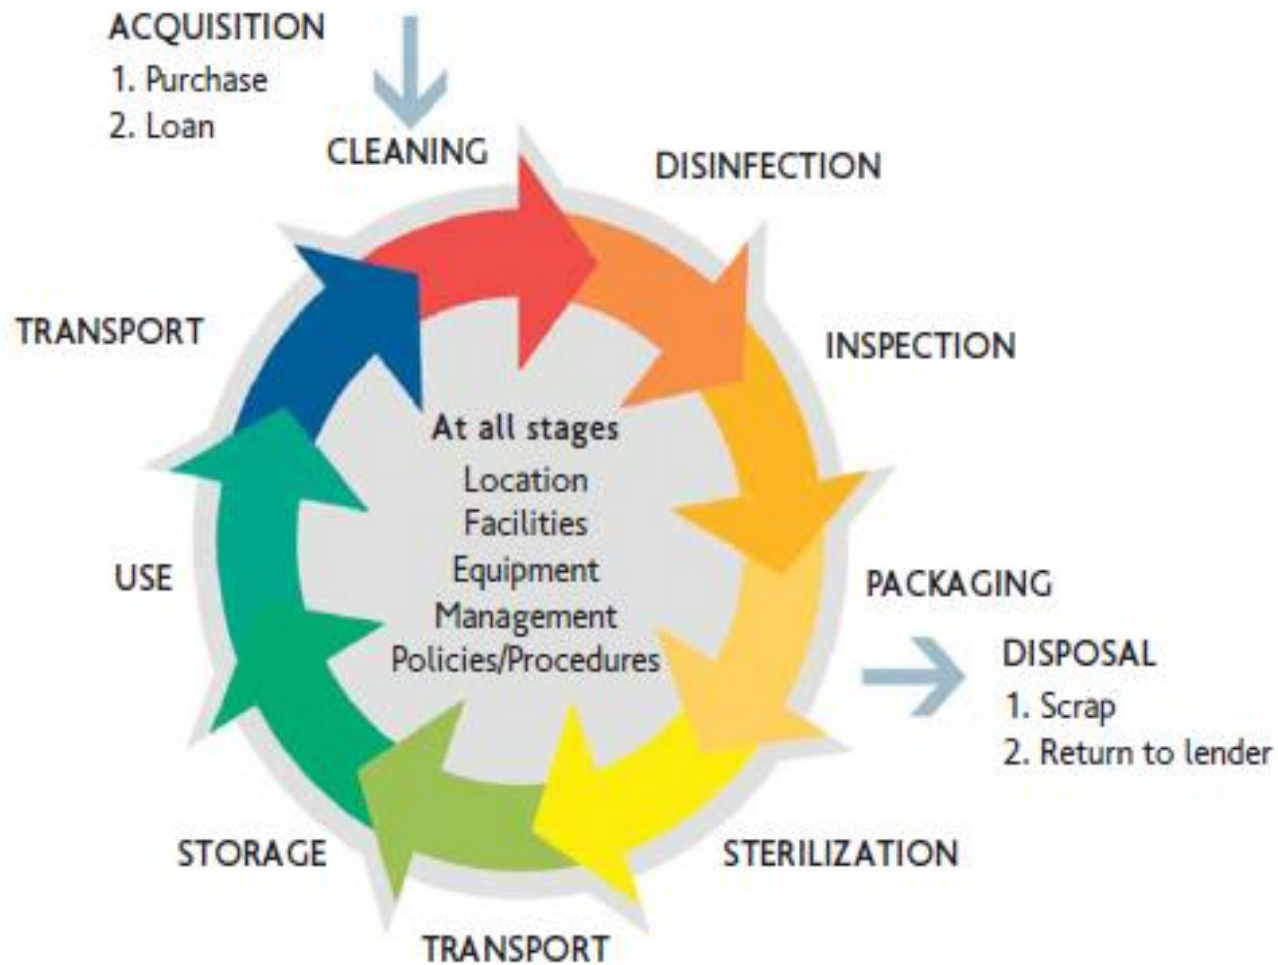 ACQUISITION
1. Purchase
2. Loan
CLEANING
DISINFECTION
INSPECTION
PACKAGING
DISPOSAL
1. Scrap
2. Return to lender
STERILIZATION
TRANSPORT
STORAGE
USE
TRANSPORT
At all stages
Location
Facilities
Equipment
Management
Policies/Procedures